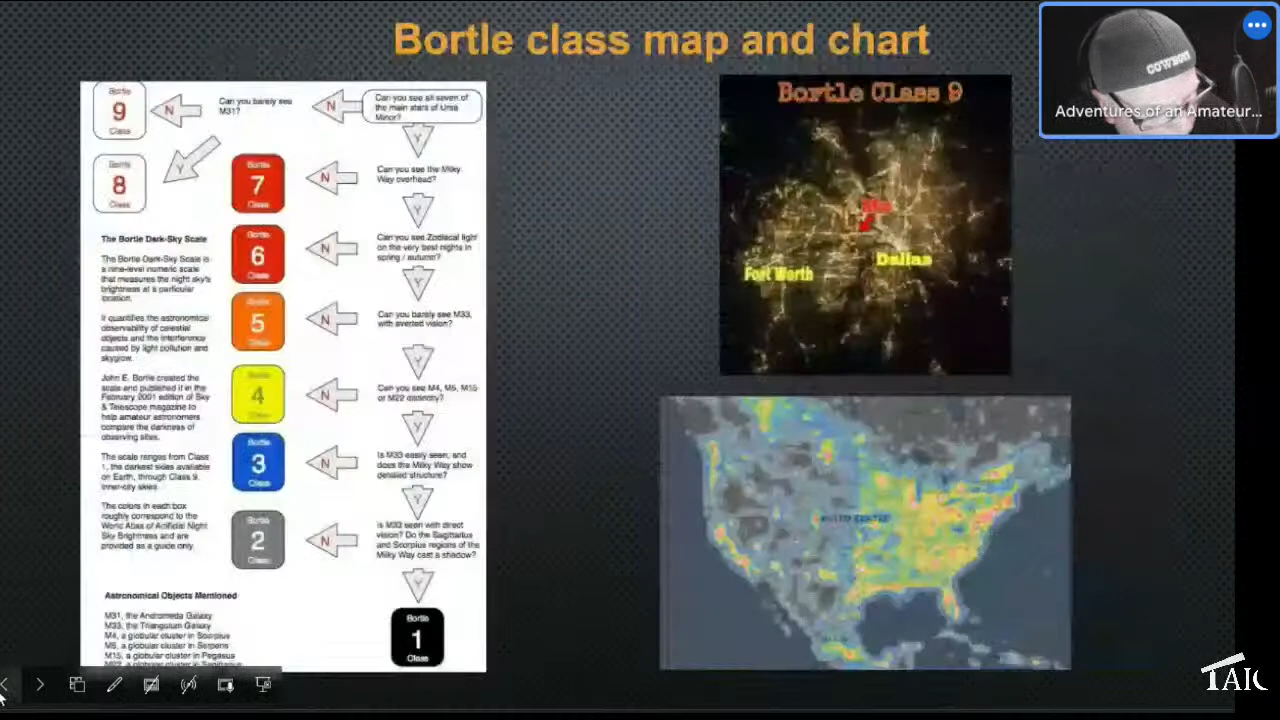 Bortle class map and chart
COWBOYS
Adventures of an Amateur...
Bortle
9
Class
N
Can you barely see
M31?
N
Can you see all seven of
the main stars of Ursa
Minor?
Y
Y
Bortle
8
Class
Bortle
7
Class
N
Can you see the Milky
Way overhead?
Y
Bortle
6
Class
N
Can you see Zodiacal light
on the very best nights in
spring / autumn?
Y
Bortle
5
Class
N
Can you barely see M33,
with averted vision?
Y
Bortle
4
Class
N
Can you see M4, M5, M15
or M22 distinctly?
Y
Bortle
3
Class
N
Is M33 easily seen, and
does the Milky Way show
detailed structure?
Y
Bortle
2
Class
N
Is M33 seen with direct
vision? Do the Sagittarius
and Scorpius regions of the
Milky Way cast a shadow?
Y
Bortle
1
Class
The Bortle Dark-Sky Scale
The Bortle Dark-Sky Scale is
a nine-level numeric scale
that measures the night sky's
brightness at a particular
location.
It quantifies the astronomical
observability of celestial
objects and the interference
caused by light pollution and
skyglow.
John E. Bortle created the
scale and published it in the
February 2001 edition of Sky
& Telescope magazine to
help amateur astronomers
compare the darkness of
observing sites.
The scale ranges from Class
1, the darkest skies available
on Earth, through Class 9,
inner-city skies.
The colors in each box
roughly correspond to the
World Atlas of Artificial Night
Sky Brightness and are
provided as a guide only.
Astronomical Objects Mentioned
M31, the Andromeda Galaxy
M33, the Triangulum Galaxy
M4, a globular cluster in Scorpius
M5, a globular cluster in Serpens
M15, a globular cluster in Pegasus
M22, a globular cluster in Sagittarius
Bortle Class 9
Me
Dallas
Fort Worth
UNITED STATES
TAIC